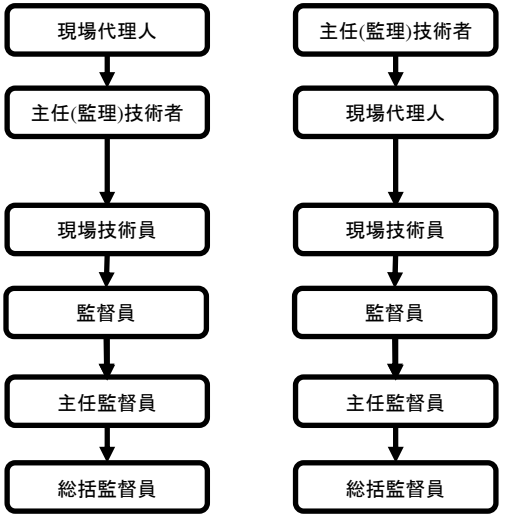 現場代理人
主任(監理)技術者
現場技術員
監督員
主任監督員
総括監督員
主任(監理)技術者
現場代理人
現場技術員
監督員
主任監督員
総括監督員